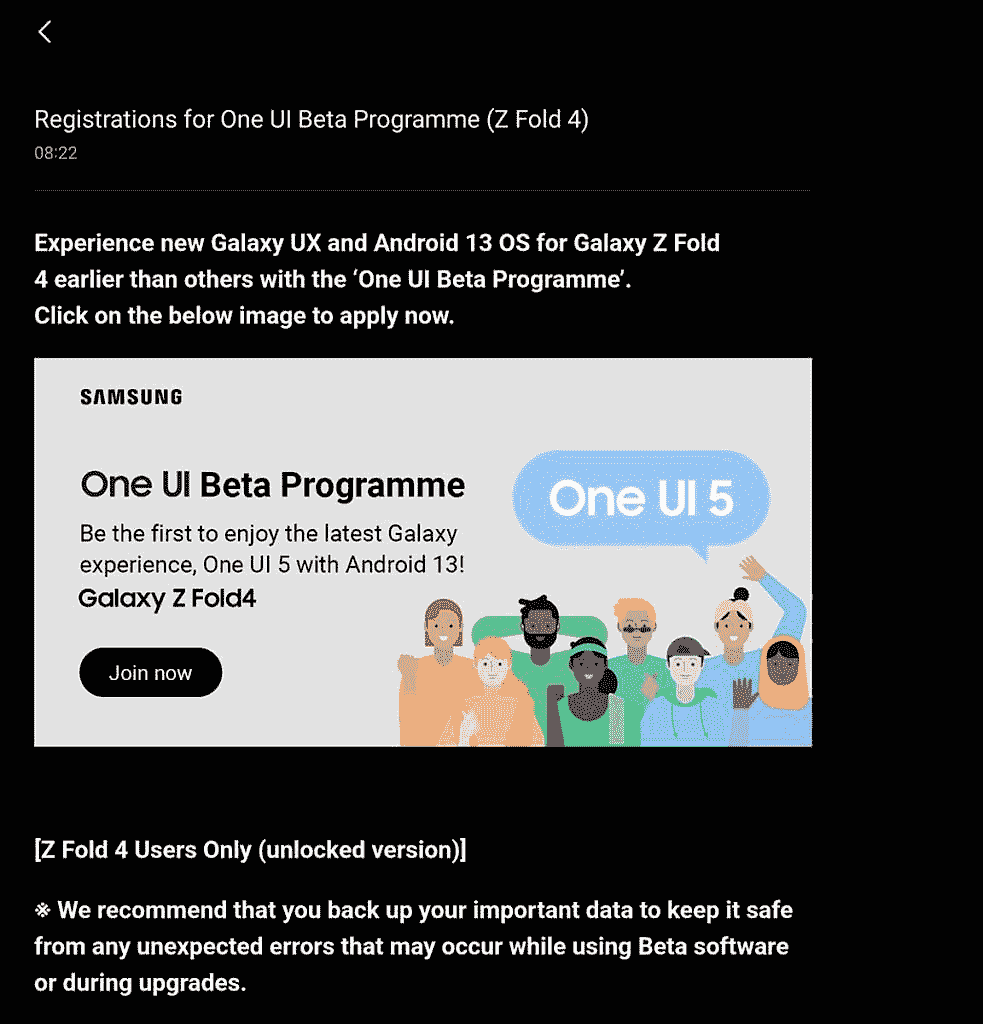 Registrations for One UI Beta Programme (Z Fold 4)
08:22
Experience new Galaxy UX and Android 13 OS for Galaxy Z Fold
4 earlier than others with the ‘One UI Beta Programme’.
Click on the below image to apply now.
SAMSUNG
One UI Beta Programme
Be the first to enjoy the latest Galaxy
experience, One UI 5 with Android 13!
Galaxy Z Fold4
Join now
One UI 5
[Z Fold 4 Users Only (unlocked version)]
※ We recommend that you back up your important data to keep it safe
from any unexpected errors that may occur while using Beta software
or during upgrades.